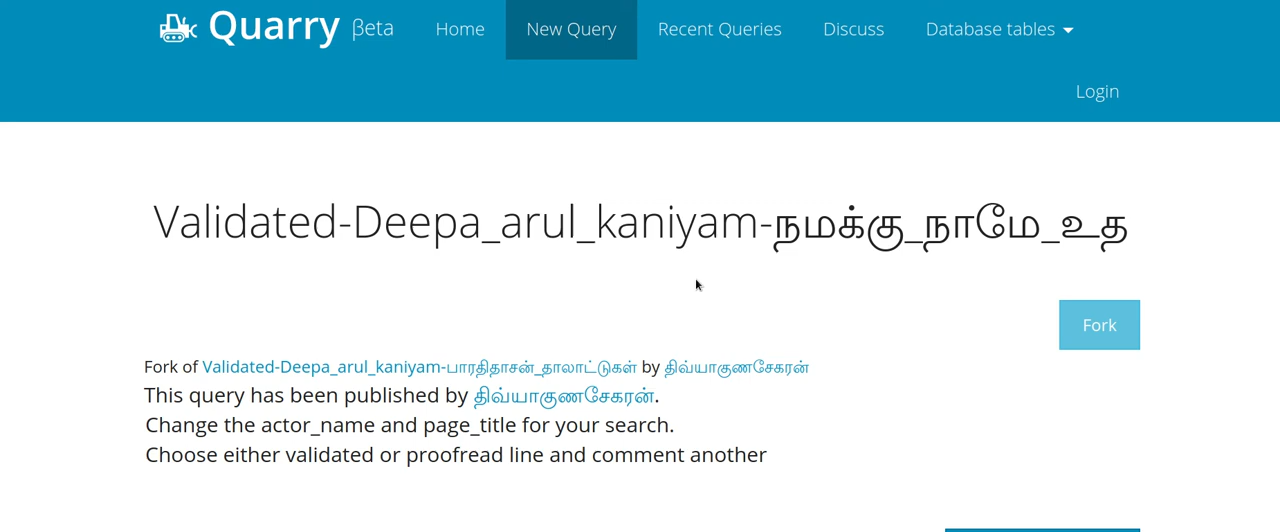 Quarry βeta Home New Query Recent Queries Discuss Database tables
Login
Validated-Deepa_arul_kaniyam-நமக்கு_நாமே_உத
Fork
Fork of Validated-Deepa_arul_kaniyam-பாரதிதாசன்_தாலாட்டுகள் by திவ்யாகுணசேகரன்
This query has been published by திவ்யாகுணசேகரன்.
Change the actor_name and page_title for your search.
Choose either validated or proofread line and comment another